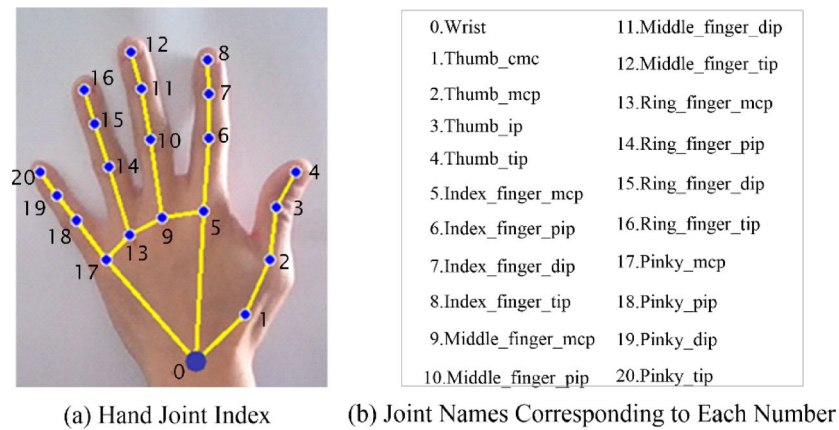 12
8
16
11
7
15
10
6
14
4
20
3
19
9
5
18
13
2
17
1
0
(a) Hand Joint Index
0.Wrist
1.Thumb_cmc
2.Thumb_mcp
3.Thumb_ip
4.Thumb_tip
5.Index_finger_mcp
6.Index_finger_pip
7.Index_finger_dip
8.Index_finger_tip
9.Middle_finger_mcp
10.Middle_finger_pip
11.Middle_finger_dip
12.Middle_finger_tip
13.Ring_finger_mcp
14.Ring_finger_pip
15.Ring_finger_dip
16.Ring_finger_tip
17.Pinky_mcp
18.Pinky_pip
19.Pinky_dip
20.Pinky_tip
(b) Joint Names Corresponding to Each Number